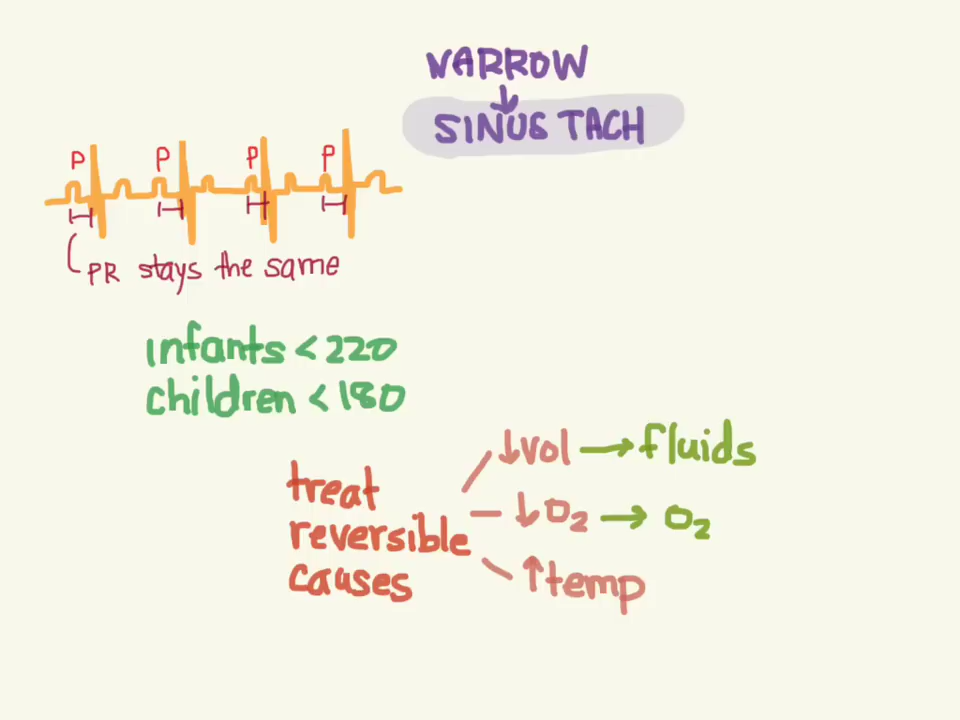 NARROW
↓
SINUS TACH
P P P P
PR stays the same
infants < 220
children < 180
treat
reversible
causes
↓vol → fluids
↓O₂ → O₂
↑temp